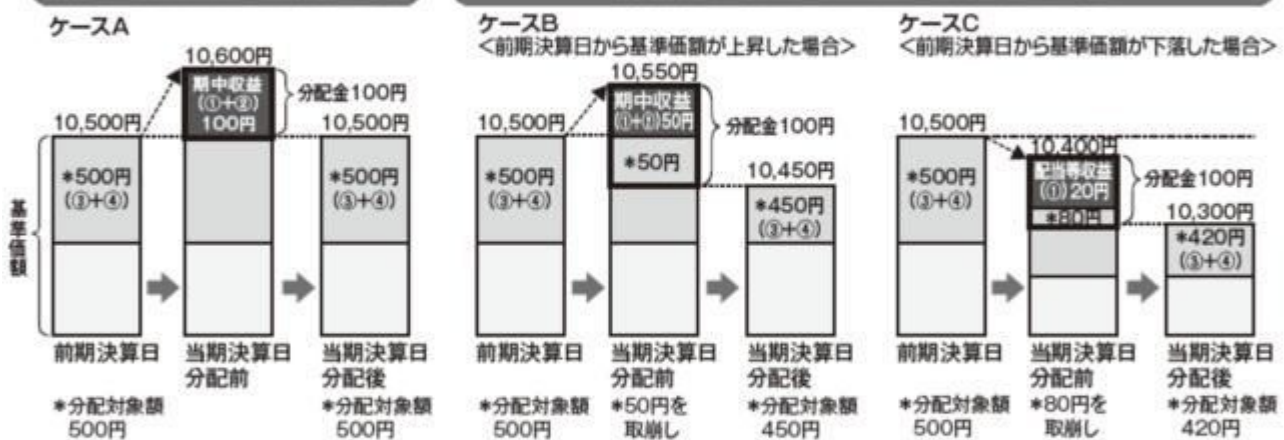 ケースA
10,600円
期中収益
(①+②)
100円
分配金100円
10,500円
10,500円
*500円
(③+④)
*500円
(③+④)
基準価額
前期決算日
当期決算日
分配前
当期決算日
分配後
*分配対象額
500円
*分配対象額
500円
ケースB
<前期決算日から基準価額が上昇した場合>
10,550円
期中収益
(①+②)50円
分配金100円
10,500円
*500円
(③+④)
*50円
10,450円
*450円
(③+④)
前期決算日
当期決算日
分配前
当期決算日
分配後
*分配対象額
500円
*50円を
取崩し
*分配対象額
450円
ケースC
<前期決算日から基準価額が下落した場合>
10,500円
10,400円
配当等収益
(①)20円
分配金100円
*500円
(③+④)
*80円
10,300円
*420円
(③+④)
前期決算日
当期決算日
分配前
当期決算日
分配後
*分配対象額
500円
*80円を
取崩し
*分配対象額
420円